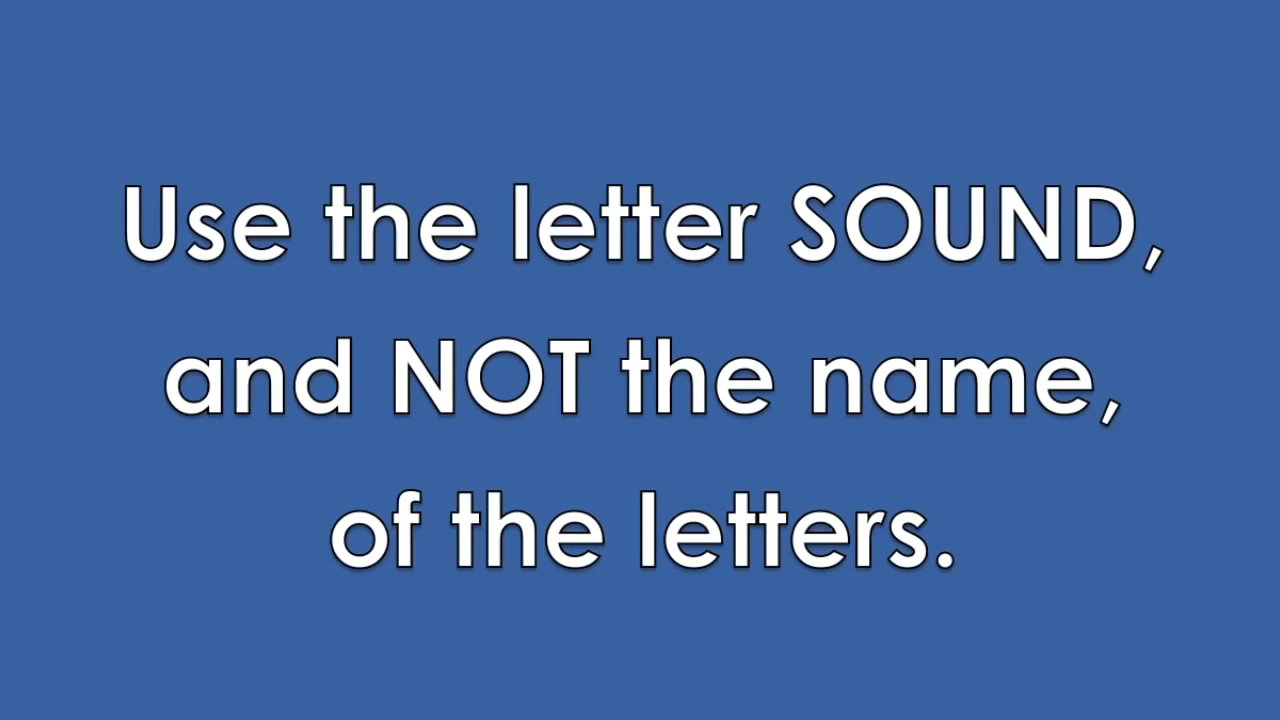 Use the letter SOUND,
and NOT the name,
of the letters.